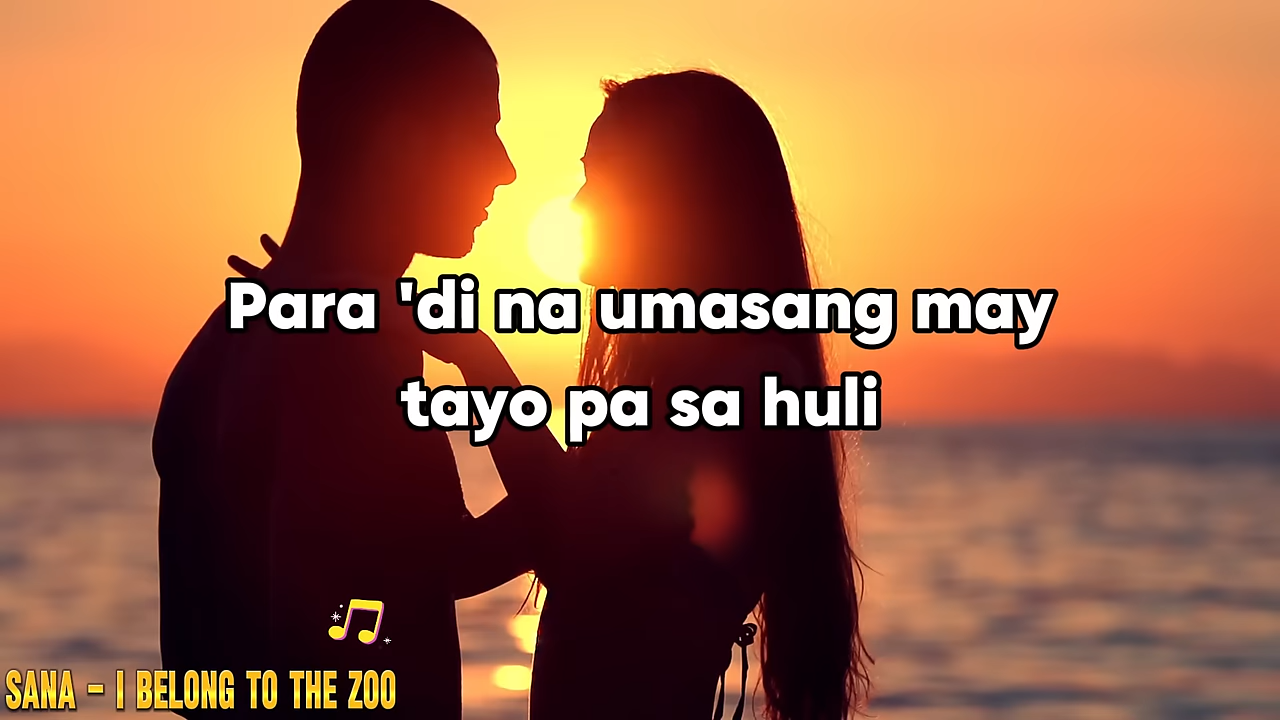 Para 'di na umasang may
tayo pa sa huli
SANA - I BELONG TO THE ZOO